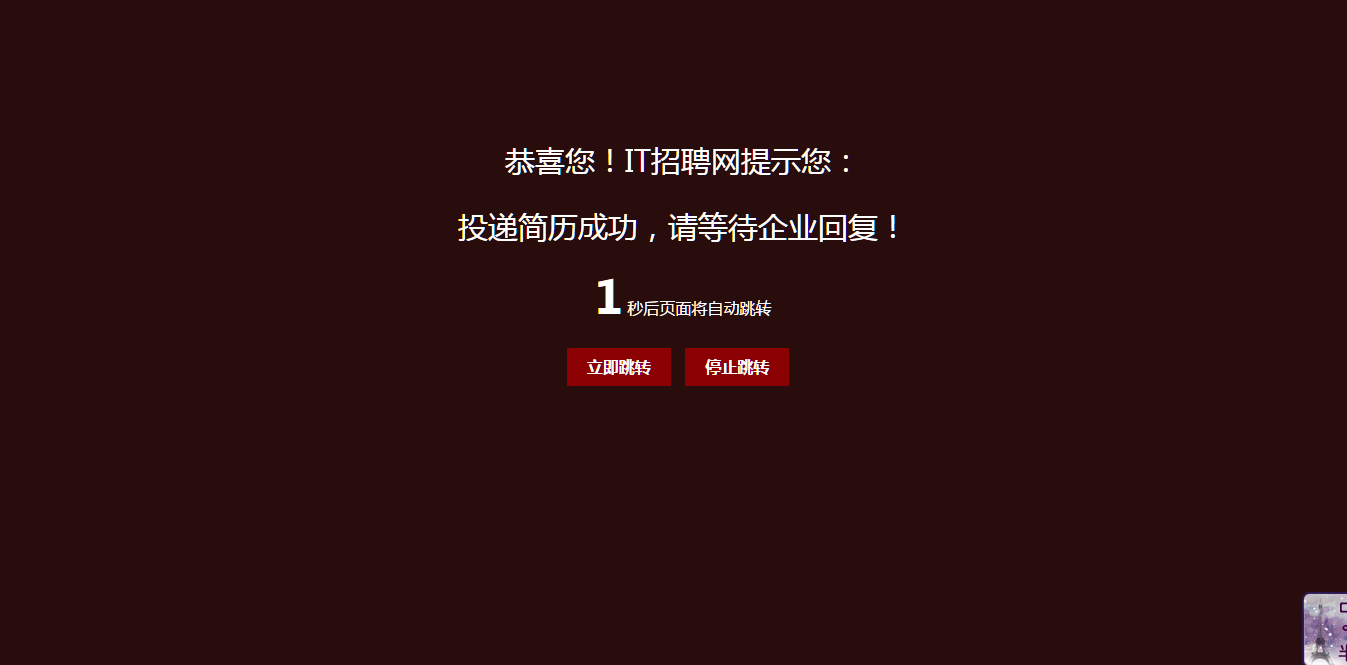 恭喜您！IT招聘网提示您：
投递简历成功，请等待企业回复！
1 秒后页面将自动跳转
立即跳转 停止跳转